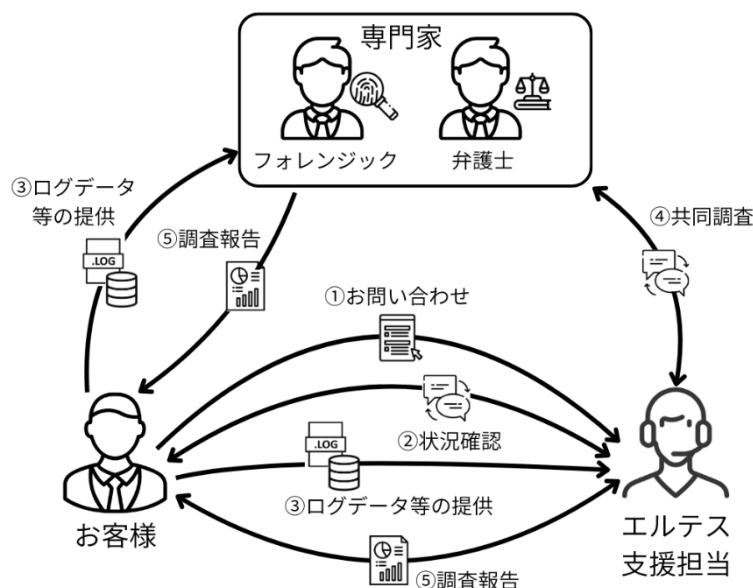 専門家
フォレンジック
弁護士
③ログデータ
等の提供
.LOG
⑤調査報告
④共同調査
①お問い合わせ
②状況確認
.LOG
③ログデータ等の提供
⑤調査報告
お客様
エルテス
支援担当